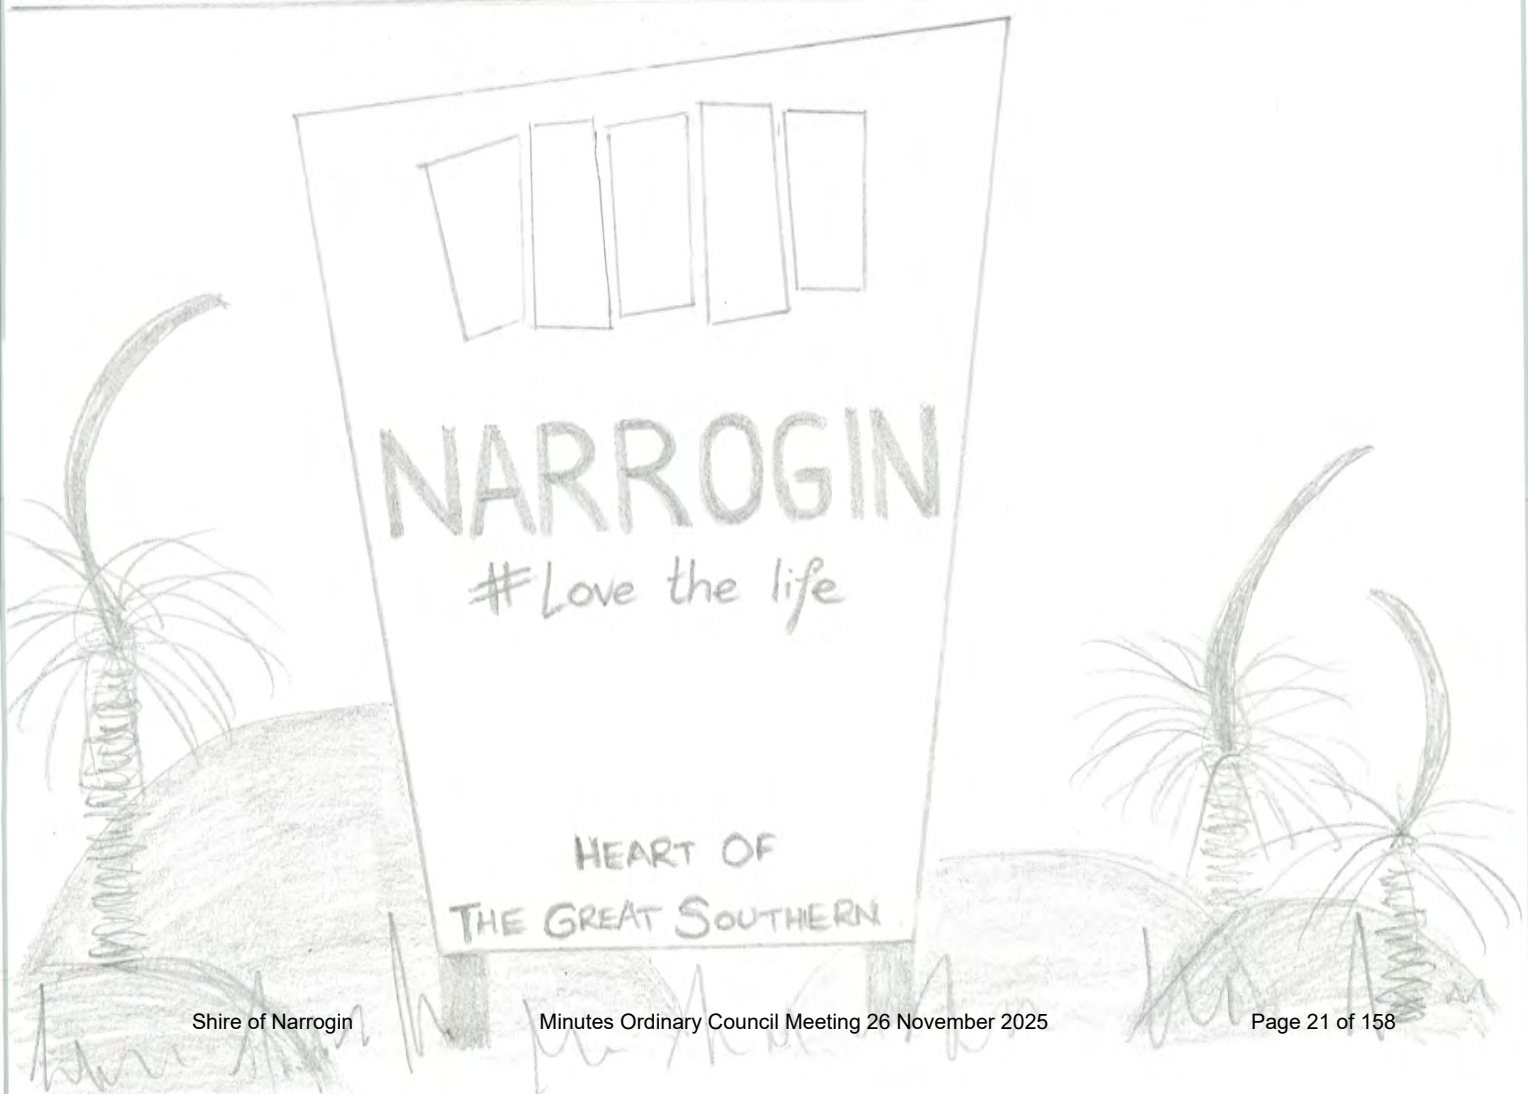 NARROGIN
#Love the life
HEART OF
THE GREAT SOUTHERN
Shire of Narrogin Minutes Ordinary Council Meeting 26 November 2025 Page 21 of 158